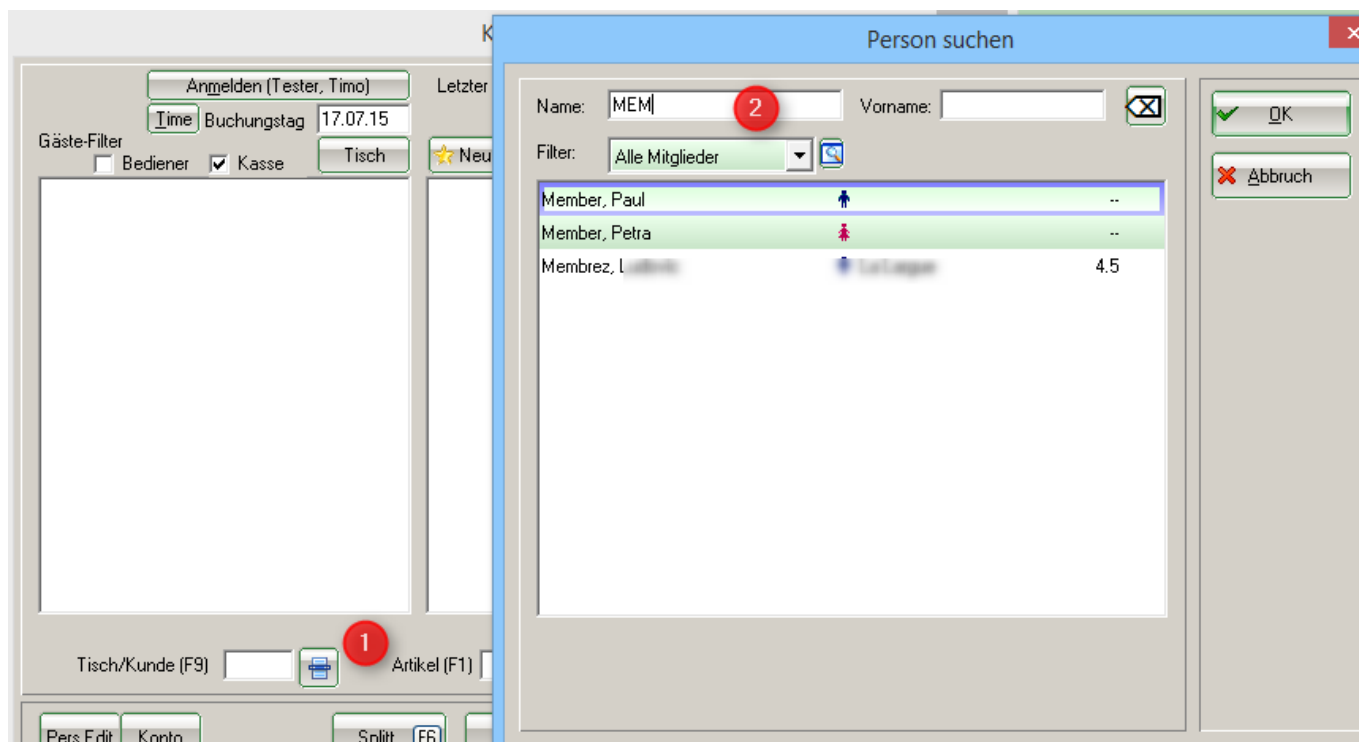 K
Anmelden (Tester, Timo)
Letzter
Time Buchungstag 17.07.15
Gäste-Filter
Bediener Kasse Tisch
Neu
1
Tisch/Kunde (F9)
Artikel (F1)
Pers.Edit Konto Splitt F6
Person suchen
Name: MEM 2 Vorname:
Filter: Alle Mitglieder
Member, Paul --
Member, Petra --
Membrez, 4.5
OK
Abbruch